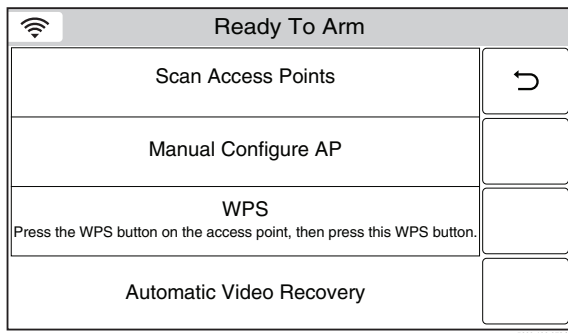 Ready To Arm
Scan Access Points
Manual Configure AP
WPS
Press the WPS button on the access point, then press this WPS button.
Automatic Video Recovery